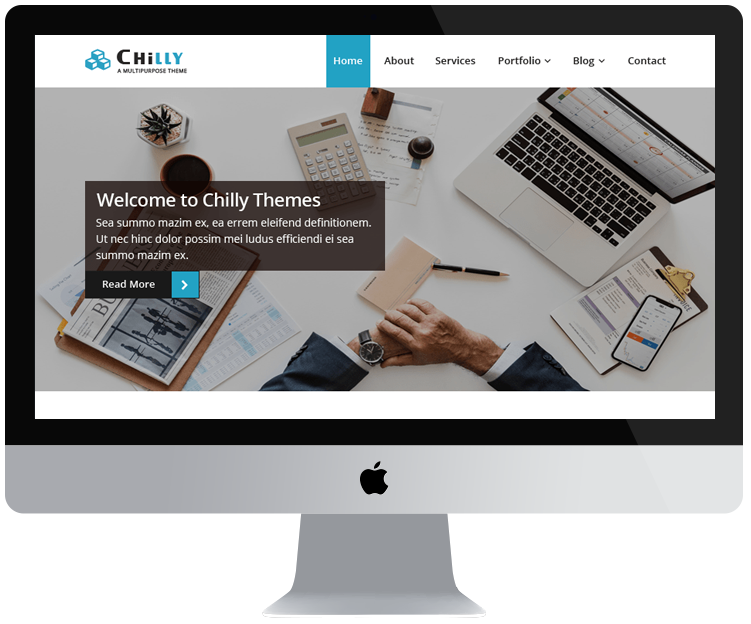 CHiLLY
A MULTIPURPOSE THEME
Home About Services Portfolio Blog Contact
Welcome to Chilly Themes
Sea summo mazim ex, ea errem eleifend definitionem.
Ut nec hinc dolor possim mei ludus efficiendi ei sea
summo mazim ex.
Read More